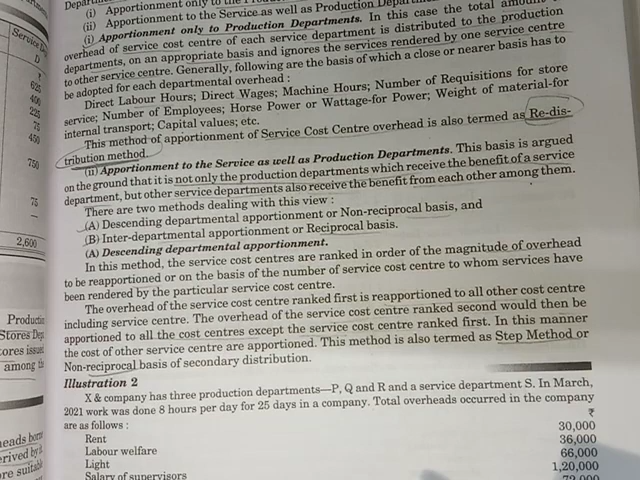 (i) Apportionment only to the
(ii) Apportionment to the Service as well as Production
(i) Apportionment only to Production Departments. In this case the total
overhead of service cost centre of each service department is distributed to the production
departments, on an appropriate basis and ignores the services rendered by one service centre
to other service centre. Generally, following are the basis of which a close or nearer basis has to
be adopted for each departmental overhead :
Direct Labour Hours; Direct Wages; Machine Hours; Number of Requisitions for store
service; Number of Employees; Horse Power or Wattage-for Power; Weight of material-for
internal transport; Capital values; etc.
This method of apportionment of Service Cost Centre overhead is also termed as Re-dis-
tribution method.
(ii) Apportionment to the Service as well as Production Departments. This basis is argued
on the ground that it is not only the production departments which receive the benefit of a service
department, but other service departments also receive the benefit from each other among them.
There are two methods dealing with this view :
(A) Descending departmental apportionment or Non-reciprocal basis, and
(B) Inter-departmental apportionment or Reciprocal basis.
(A) Descending departmental apportionment.
In this method, the service cost centres are ranked in order of the magnitude of overhead
to be reapportioned or on the basis of the number of service cost centre to whom services have
been rendered by the particular service cost centre.
The overhead of the service cost centre ranked first is reapportioned to all other cost centre
including service centre. The overhead of the service cost centre ranked second would then be
apportioned to all the cost centres except the service cost centre ranked first. In this manner
the cost of other service centre are apportioned. This method is also termed as Step Method or
Non-reciprocal basis of secondary distribution.
Illustration 2
X & company has three production departments—P, Q and R and a service department S. In March,
2021 work was done 8 hours per day for 25 days in a company. Total overheads occurred in the company
are as follows : ₹
Rent 30,000
Labour welfare 36,000
Light 66,000
Salary of supervisors 1,20,000
72,000
Service
D
₹
625
400
225
75
450
750
75
—
2,600
Production
Stores Dep
ores issued
among th
heads borne
erived by
re suitable